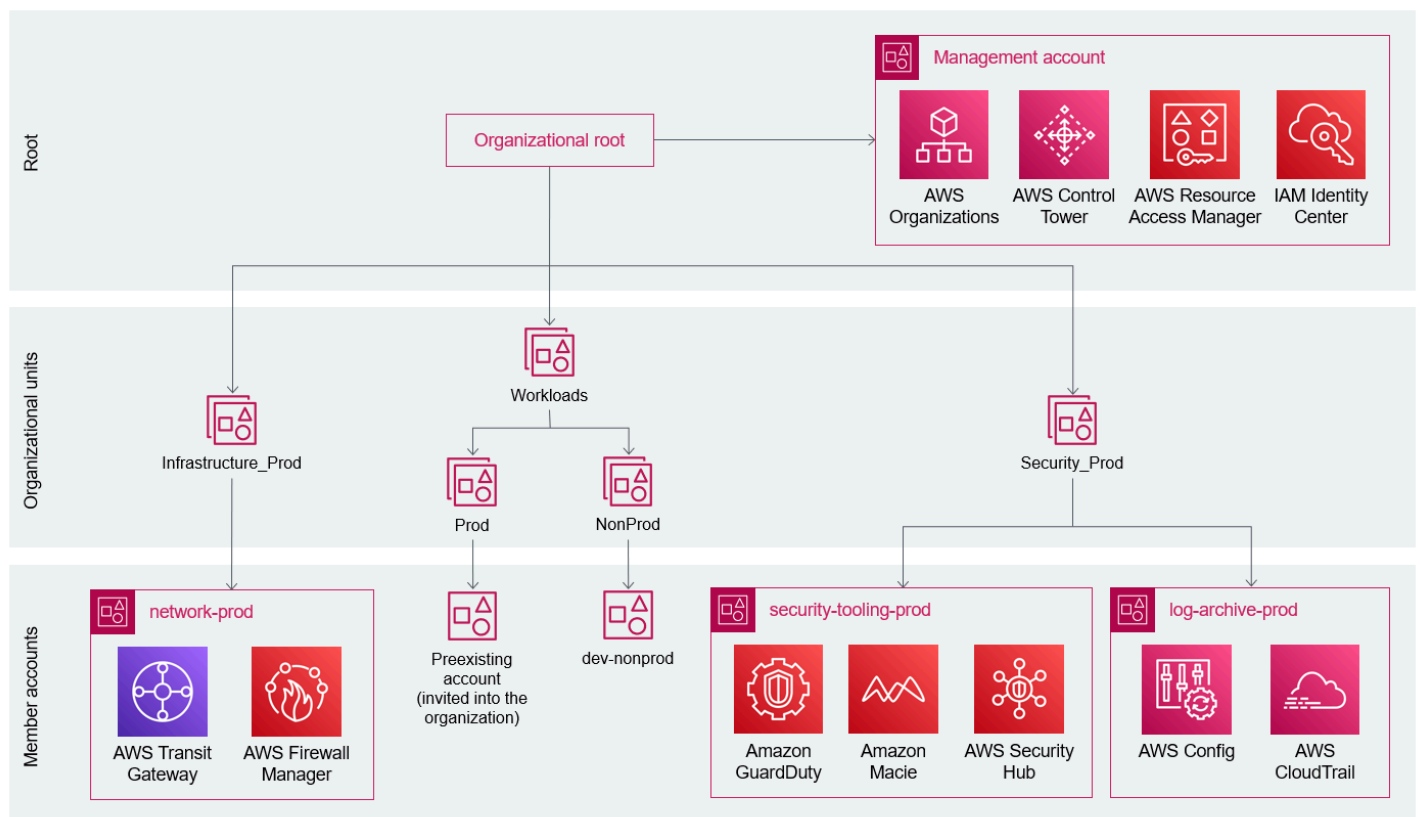 Root
Management account
Organizational root
AWS
Organizations
AWS Control
Tower
AWS Resource
Access Manager
IAM Identity
Center
Organizational units
Workloads
Infrastructure_Prod
Security_Prod
Prod
NonProd
Member accounts
network-prod
AWS Transit
Gateway
AWS Firewall
Manager
Preexisting
account
(invited into the
organization)
dev-nonprod
security-tooling-prod
Amazon
GuardDuty
Amazon
Macie
AWS Security
Hub
log-archive-prod
AWS Config
AWS
CloudTrail